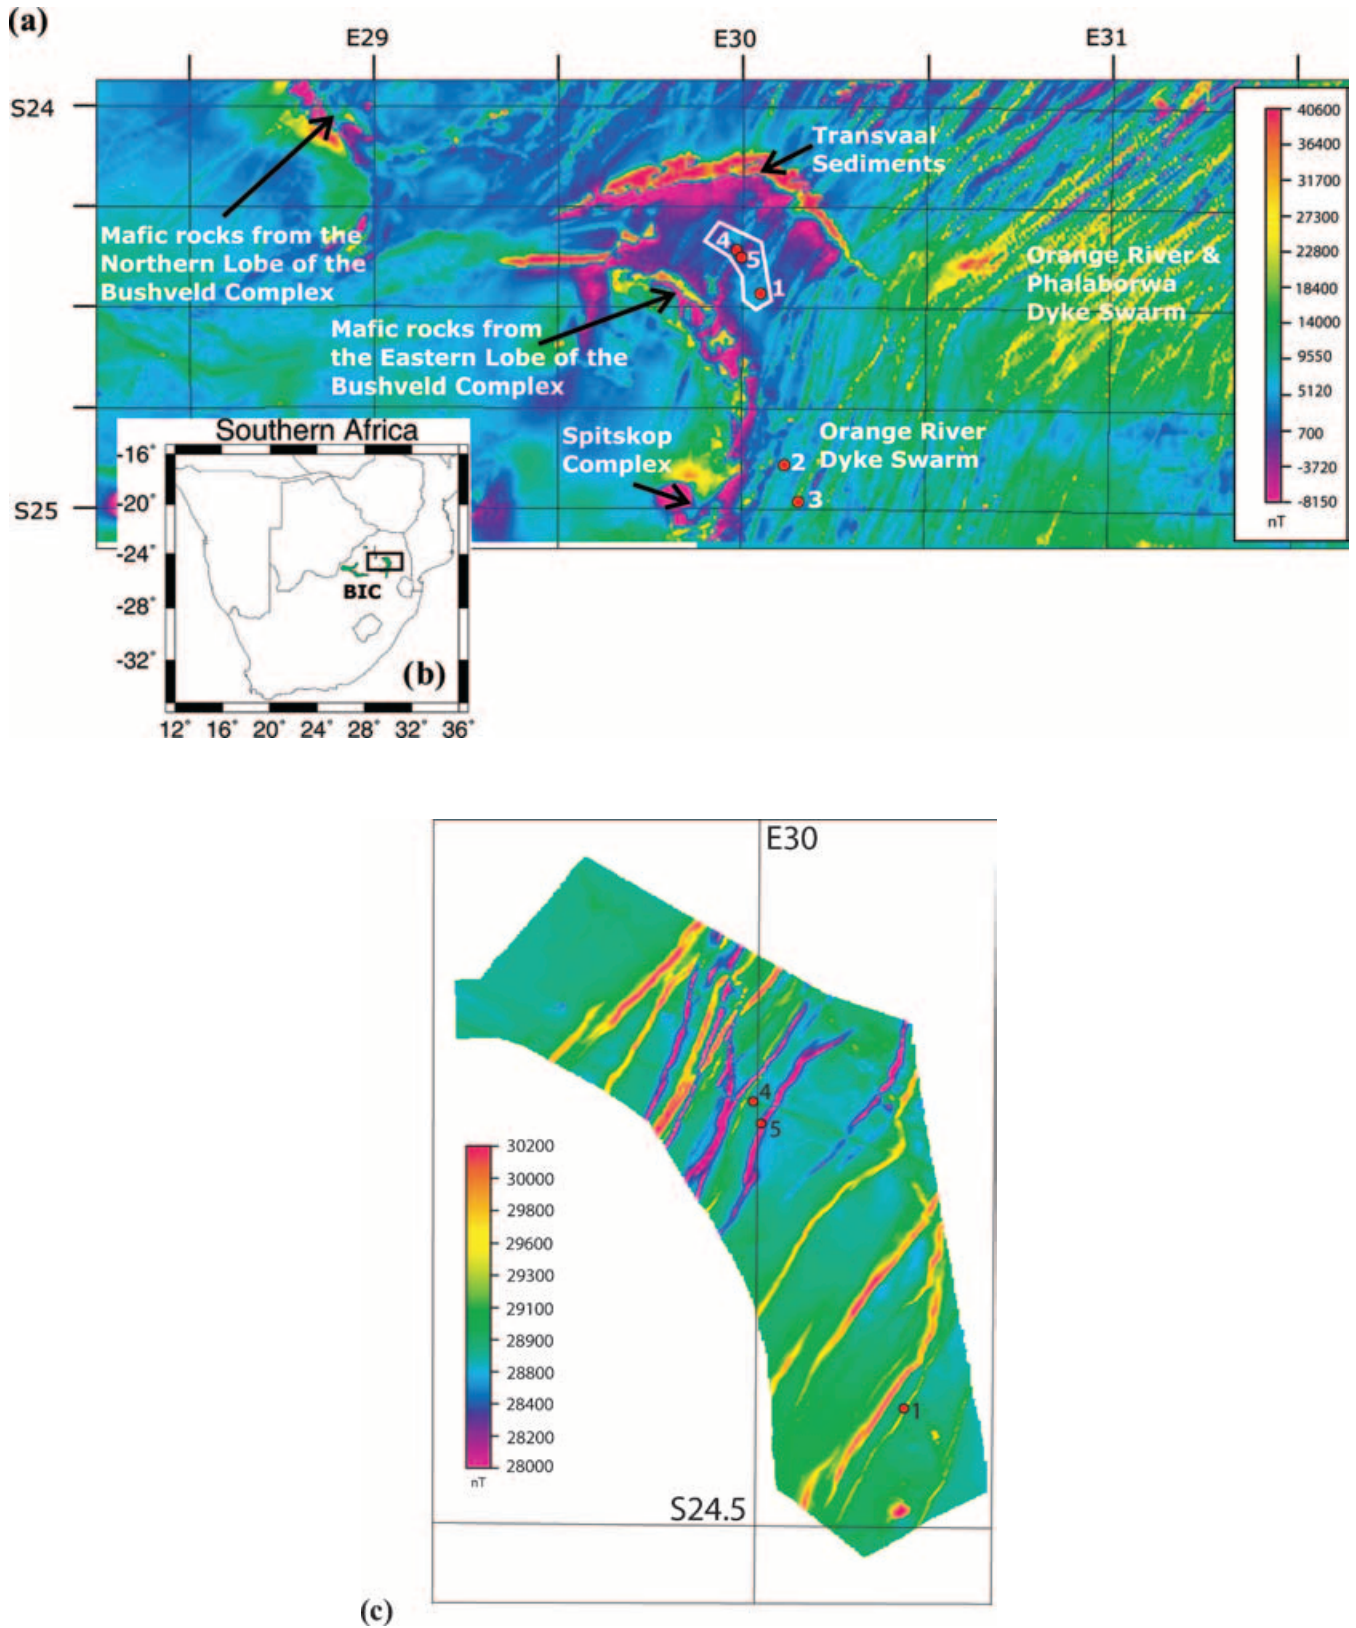 (a)
E29
E30
E31
S24
S25
Transvaal
Sediments
Mafic rocks from the
Northern Lobe of the
Bushveld Complex
4
5
1
Orange River &
Phalaborwa
Dyke Swarm
Mafic rocks from
the Eastern Lobe of the
Bushveld Complex
Spitskop
Complex
Orange River
Dyke Swarm
2
3
40600
36400
31700
27300
22800
18400
14000
9550
5120
700
-3720
-8150
nT
Southern Africa
-16°
-20°
-24°
-28°
-32°
BIC
(b)
12° 16° 20° 24° 28° 32° 36°
E30
4
5
1
30200
30000
29800
29600
29300
29100
28900
28800
28400
28200
28000
nT
S24.5
(c)